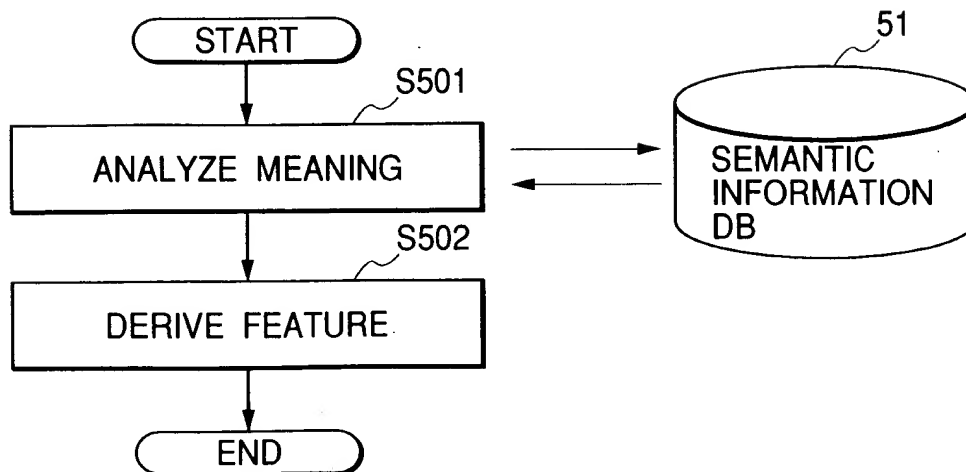 START
51
S501
ANALYZE MEANING
SEMANTIC
INFORMATION
DB
S502
DERIVE FEATURE
END